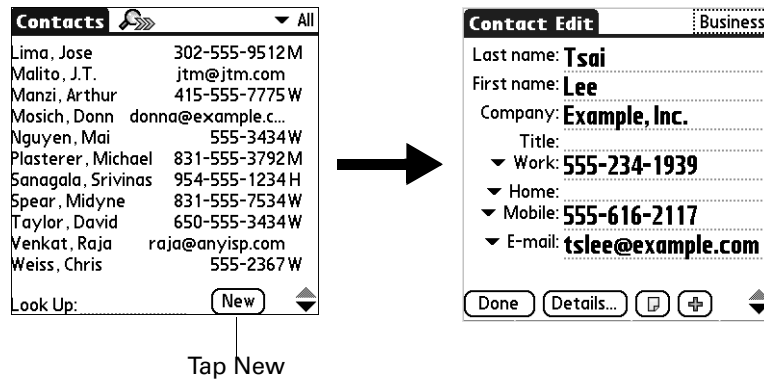 Contacts
All
Lima, Jose 302-555-9512 M
Malito, J.T. jtm@jtm.com
Manzi, Arthur 415-555-7775 W
Mosich, Donn donna@example.c...
Nguyen, Mai 555-3434 W
Plasterer, Michael 831-555-3792 M
Sanagala, Srinivas 954-555-1234 H
Spear, Midyne 831-555-7534 W
Taylor, David 650-555-3434 W
Venkat, Raja raja@anyisp.com
Weiss, Chris 555-2367 W
Look Up: New
Tap New
Contact Edit Business
Last name: Tsai
First name: Lee
Company: Example, Inc.
Title:
Work: 555-234-1939
Home:
Mobile: 555-616-2117
E-mail: tslee@example.com
Done Details...